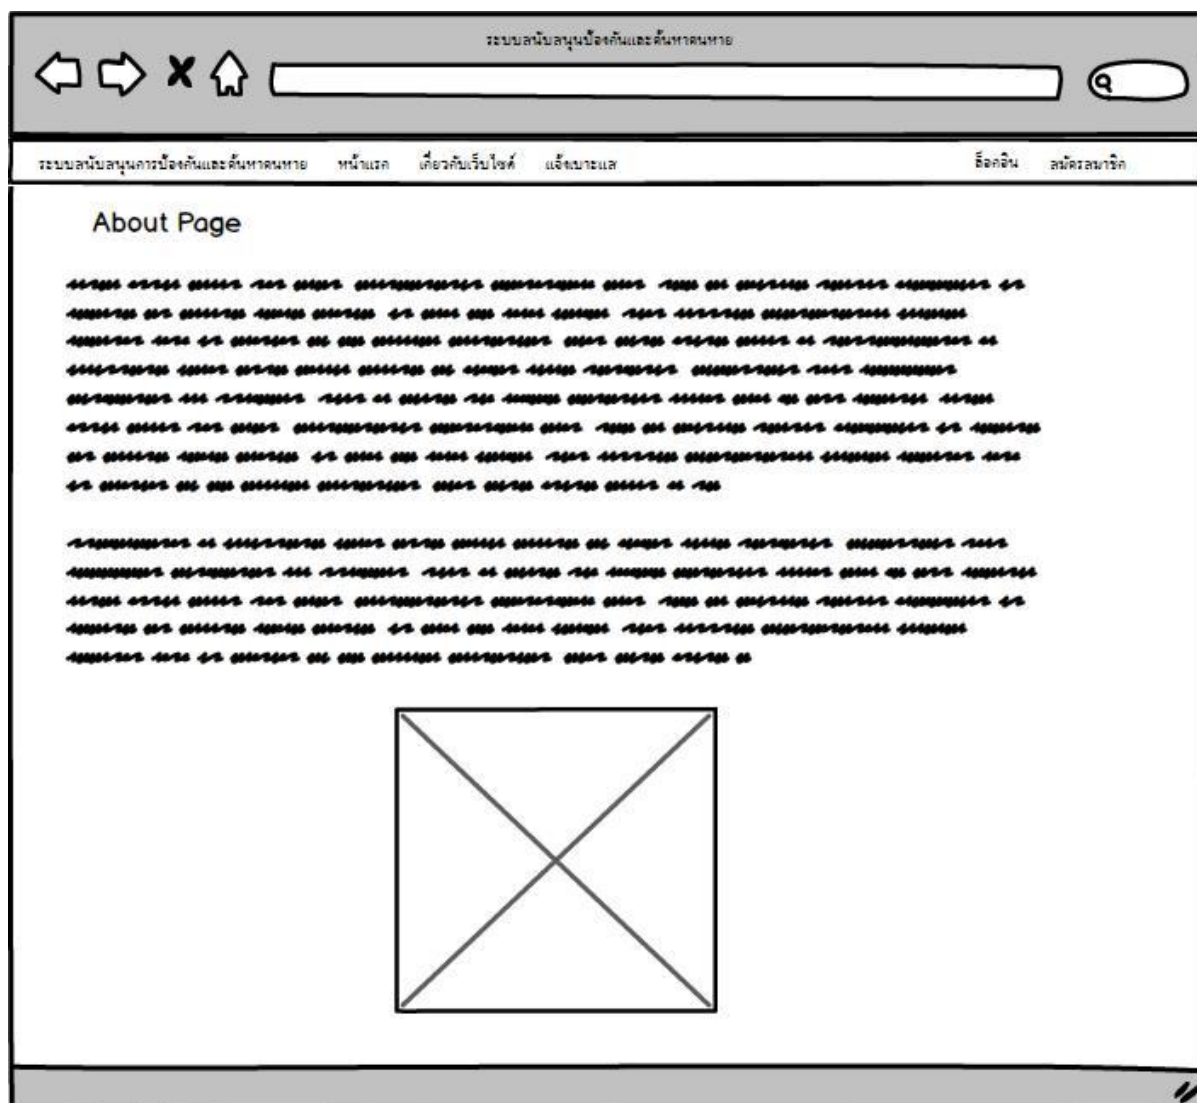 ระบบสนับสนุนป้องกันและค้นหาคนหาย
ระบบสนับสนุนการป้องกันและค้นหาคนหาย หน้าแรก เกี่ยวกับเว็บไซต์ แจ้งเบาะแส ล็อคอิน สมัครสมาชิค
About Page